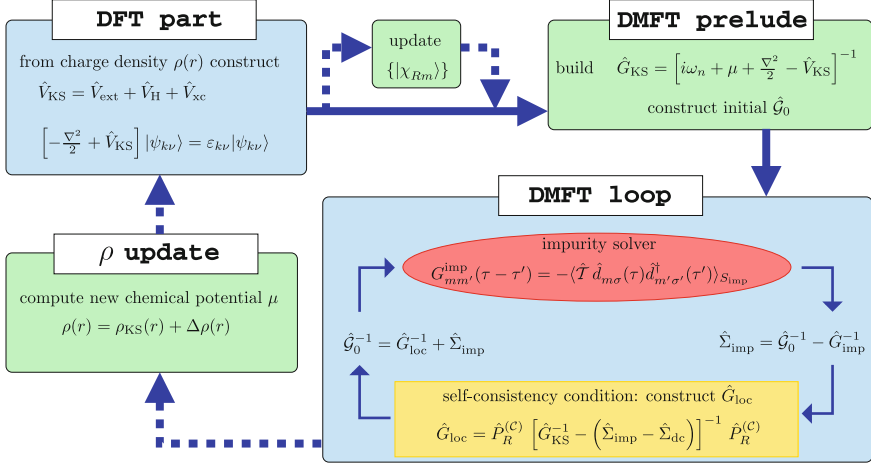 DFT part
from charge density ρ(r) construct
V̂_KS = V̂_ext + V̂_H + V̂_xc
[−∇²/2 + V̂_KS] |ψ_kν⟩ = ε_kν|ψ_kν⟩
update
{|χ_Rm⟩}
DMFT prelude
build Ĝ_KS = [iω_n + μ + ∇²/2 − V̂_KS]⁻¹
construct initial 𝒢̂₀
DMFT loop
impurity solver
G^imp_mm′(τ − τ′) = −⟨𝒯̂ d̂_mσ(τ)d̂†_m′σ′(τ′)⟩_S_imp
𝒢̂₀⁻¹ = Ĝ_loc⁻¹ + Σ̂_imp
Σ̂_imp = 𝒢̂₀⁻¹ − Ĝ_imp⁻¹
self-consistency condition: construct Ĝ_loc
Ĝ_loc = P̂_R^(𝒞) [Ĝ_KS⁻¹ − (Σ̂_imp − Σ̂_dc)]⁻¹ P̂_R^(𝒞)
ρ update
compute new chemical potential μ
ρ(r) = ρ_KS(r) + Δρ(r)